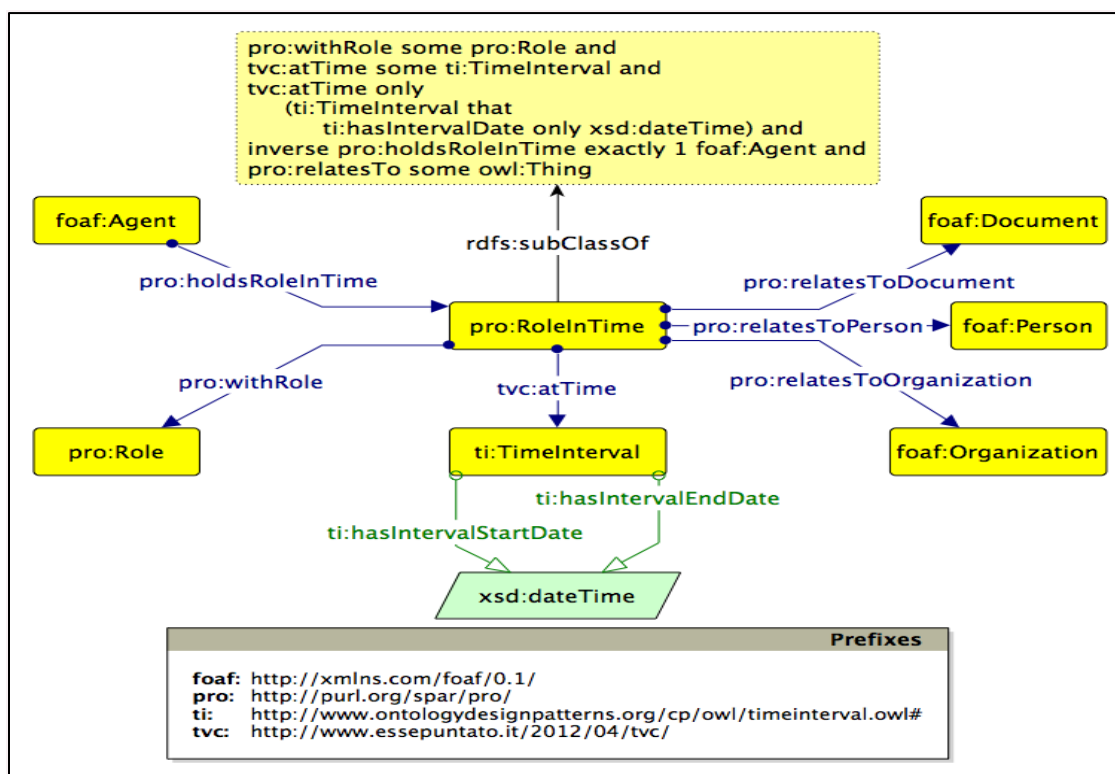 pro:withRole some pro:Role and
tvc:atTime some ti:TimeInterval and
tvc:atTime only
(ti:TimeInterval that
ti:hasIntervalDate only xsd:dateTime) and
inverse pro:holdsRoleInTime exactly 1 foaf:Agent and
pro:relatesTo some owl:Thing
foaf:Agent
foaf:Document
rdfs:subClassOf
pro:holdsRoleInTime
pro:relatesToDocument
pro:RoleInTime
pro:relatesToPerson
foaf:Person
pro:withRole
tvc:atTime
pro:relatesToOrganization
pro:Role
ti:TimeInterval
foaf:Organization
ti:hasIntervalEndDate
ti:hasIntervalStartDate
xsd:dateTime
Prefixes
foaf: http://xmlns.com/foaf/0.1/
pro: http://purl.org/spar/pro/
ti: http://www.ontologydesignpatterns.org/cp/owl/timeinterval.owl#
tvc: http://www.essepuntato.it/2012/04/tvc/